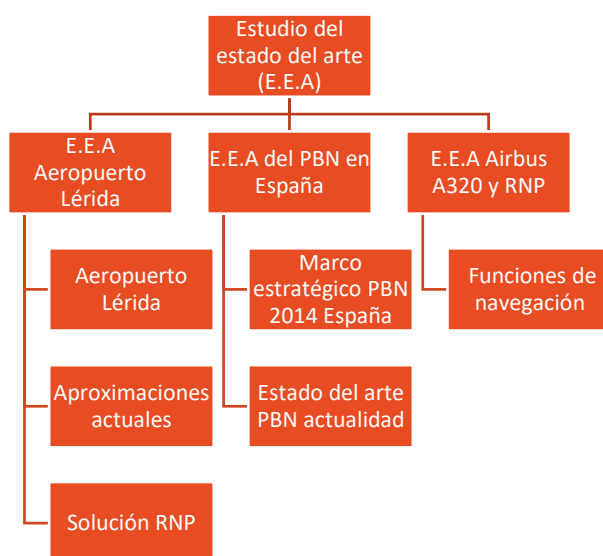 Estudio del
estado del arte
(E.E.A)
E.E.A
Aeropuerto
Lérida
E.E.A del PBN en
España
E.E.A Airbus
A320 y RNP
Aeropuerto
Lérida
Marco
estratégico PBN
2014 España
Funciones de
navegación
Aproximaciones
actuales
Estado del arte
PBN actualidad
Solución RNP